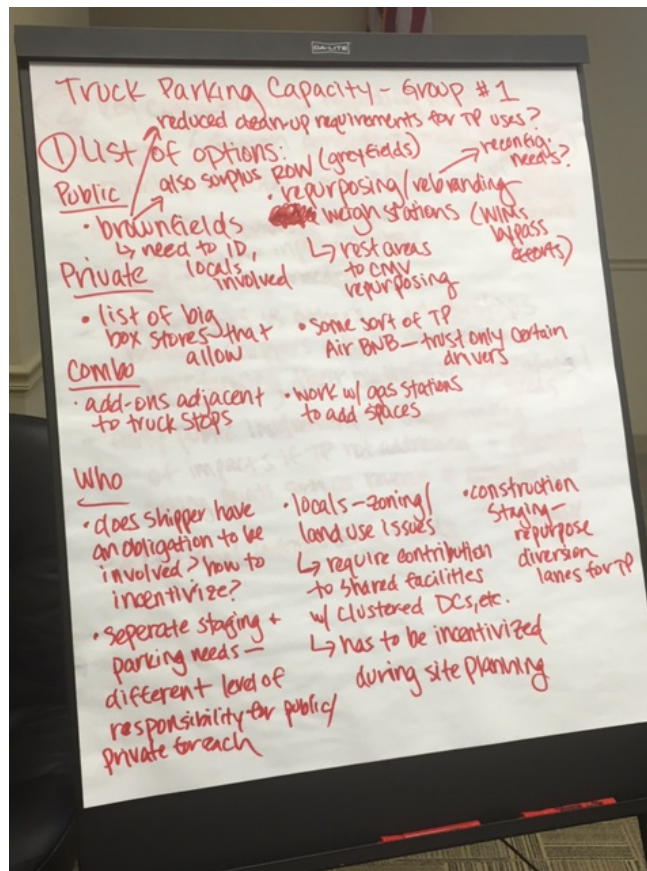 DA-LITE
Truck Parking Capacity - Group #1
reduced clean-up requirements for TP uses?
① List of options:
also surplus ROW (greyfields)
reconfig. needs?
Public
• brownfields
↳ need to ID,
locals involved
• repurposing/rebranding
weigh stations (WIMs
bypass
efforts)
↳ rest areas
to CMV
repurposing
Private
• list of big
box stores that
allow
• some sort of TP
Air BNB — trust only certain
drivers
Combo
• add-ons adjacent
to truck stops
• work w/ gas stations
to add spaces
Who
• does shipper have
an obligation to be
involved? how to
incentivize?
• seperate staging +
parking needs —
different level of
responsibility for public/
private for each
• locals — zoning/
land use issues
↳ require contribution
to shared facilities
w/ clustered DCs, etc.
↳ has to be incentivized
during site planning
• construction
staging —
repurpose
diversion
lanes for TP